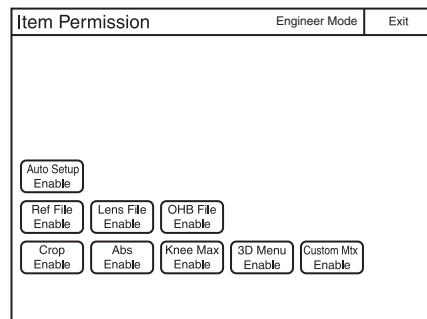 Item Permission Engineer Mode Exit
Auto Setup
Enable
Ref File Lens File OHB File
Enable Enable Enable
Crop Abs Knee Max 3D Menu Custom Mtx
Enable Enable Enable Enable Enable